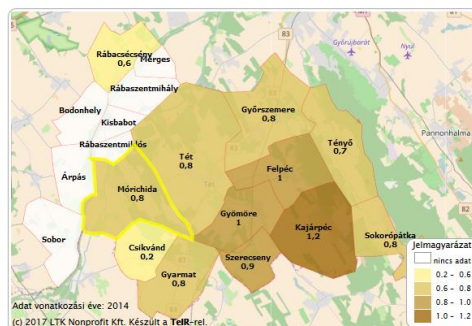 83
Győrújbarát
Nyúl
Rábacsécsény
0,6
Mérges
Rábaszentmihály
Bodonhely
Kisbabot
Győrszemere
0,8
Pannonhalma
Rábaszentmiklós
Tényő
0,7
Tét
0,8
Felpéc
1
Árpás
Mórichida
0,8
Gyömöre
1
Kajárpéc
1,2
82
Sobor
Csikvánd
0,2
Sokorópátka
0,8
Szerecseny
0,9
Gyarmat
0,8
83
Jelmagyarázat
nincs adat
0.2 - 0.6
0.6 - 0.8
0.8 - 1.0
1.0 - 1.2
Adat vonatkozási éve: 2014
(c) 2017 LTK Nonprofit Kft. Készült a TeIR-rel.